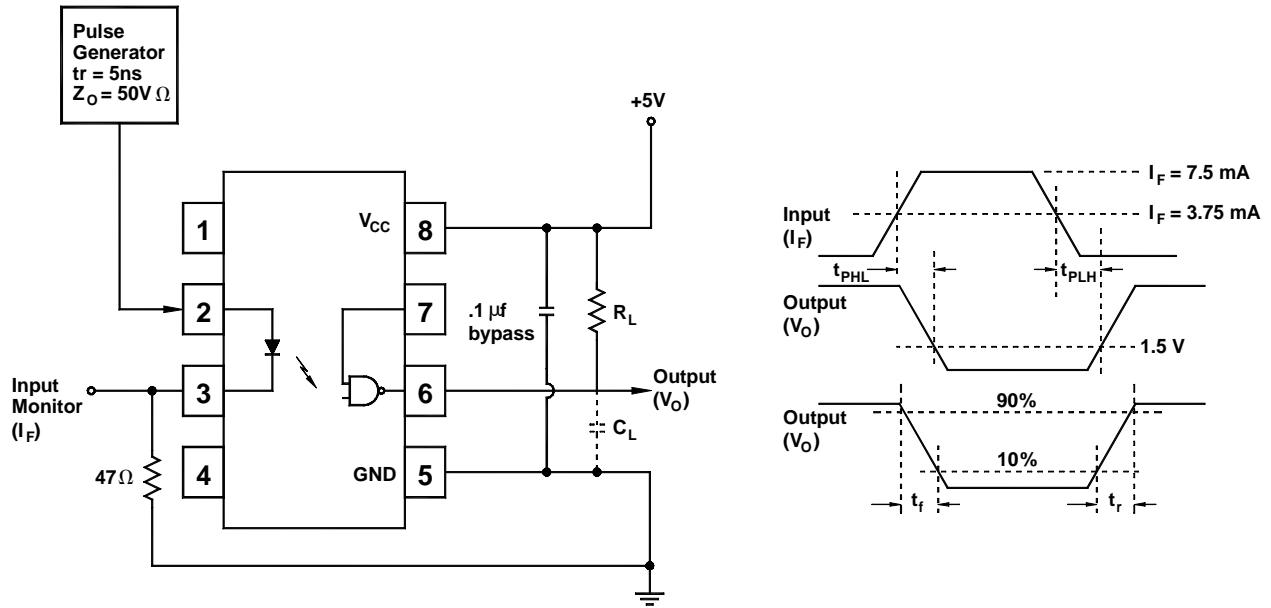 Pulse
Generator
tr = 5ns
Z_O = 50V Ω
+5V
1
2
3
4
V_CC
8
7
6
GND
5
.1 μf
bypass
R_L
C_L
Output
(V_O)
Input
Monitor
(I_F)
47Ω
Input
(I_F)
I_F = 7.5 mA
I_F = 3.75 mA
t_PHL
t_PLH
Output
(V_O)
1.5 V
Output
(V_O)
90%
10%
t_f
t_r